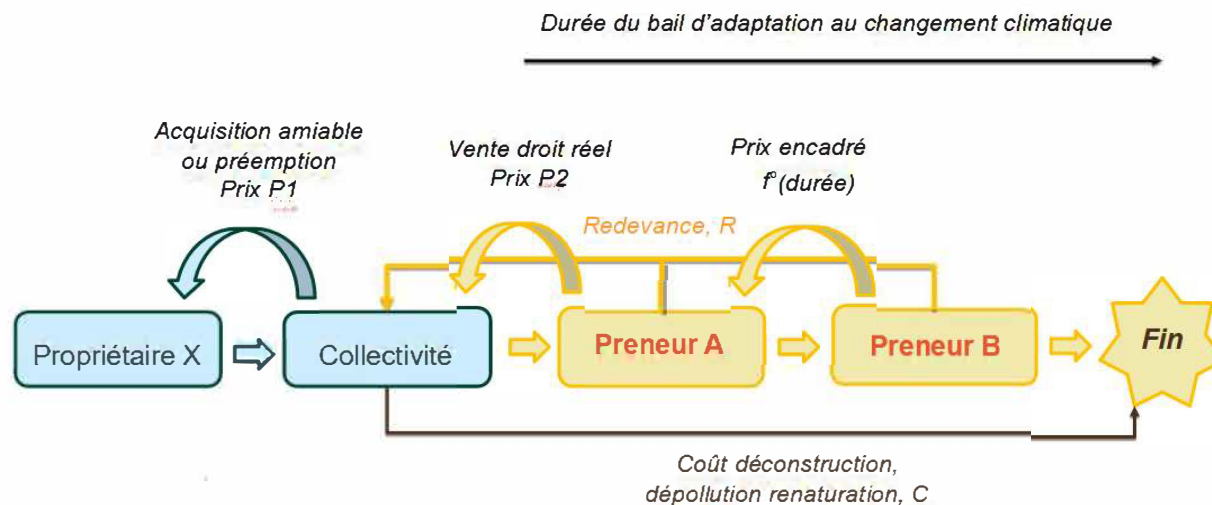 Durée du bail d'adaptation au changement climatique
Acquisition amiable
ou préemption
Prix P1
Vente droit réel
Prix P2
Prix encadré
f°(durée)
Redevance, R
Propriétaire X
Collectivité
Preneur A
Preneur B
Fin
Coût déconstruction,
dépollution renaturation, C